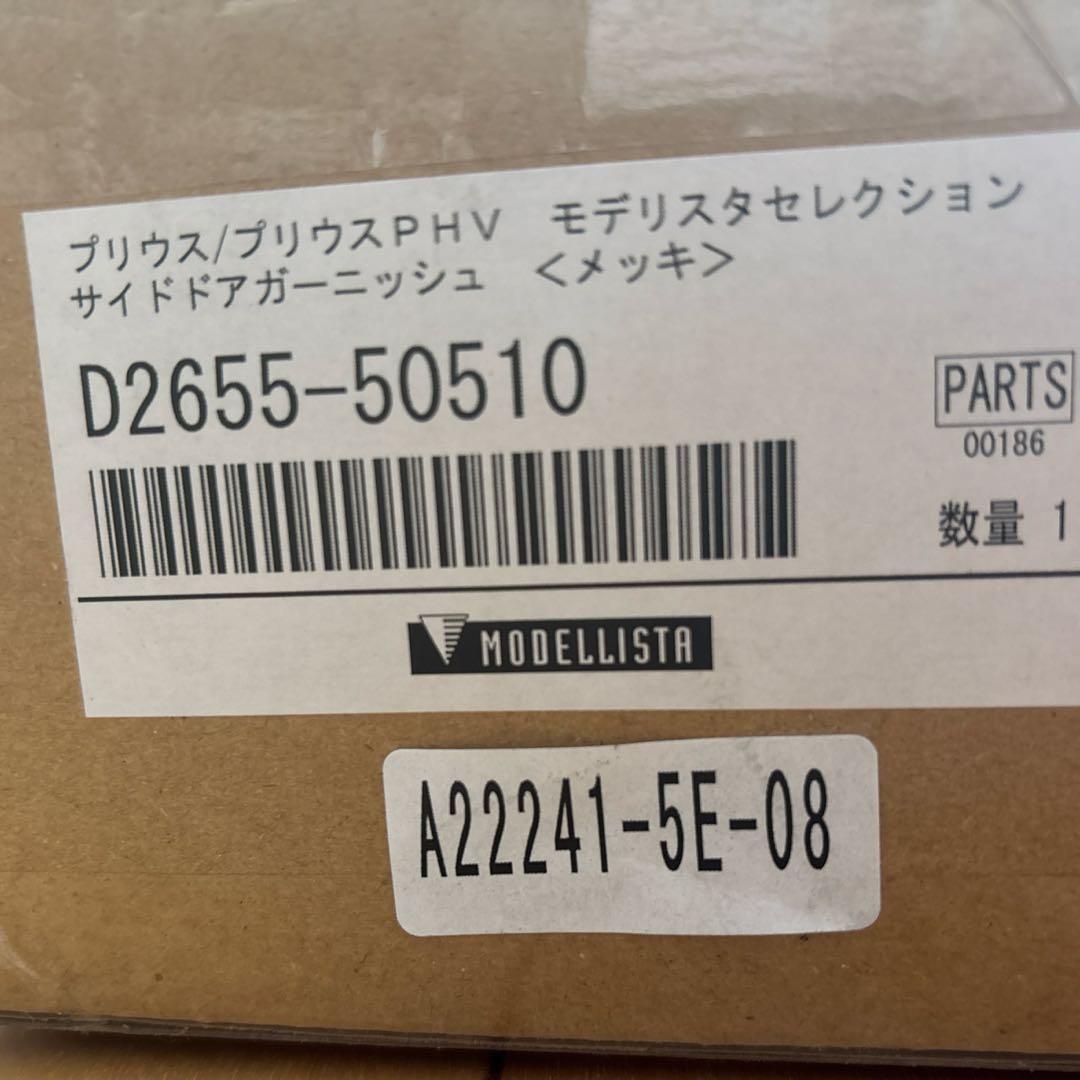 プリウス/プリウスＰＨＶ　モデリスタセレクション
サイドドアガーニッシュ　＜メッキ＞
D2655-50510
PARTS
00186
数量 1
MODELLISTA
A22241-5E-08